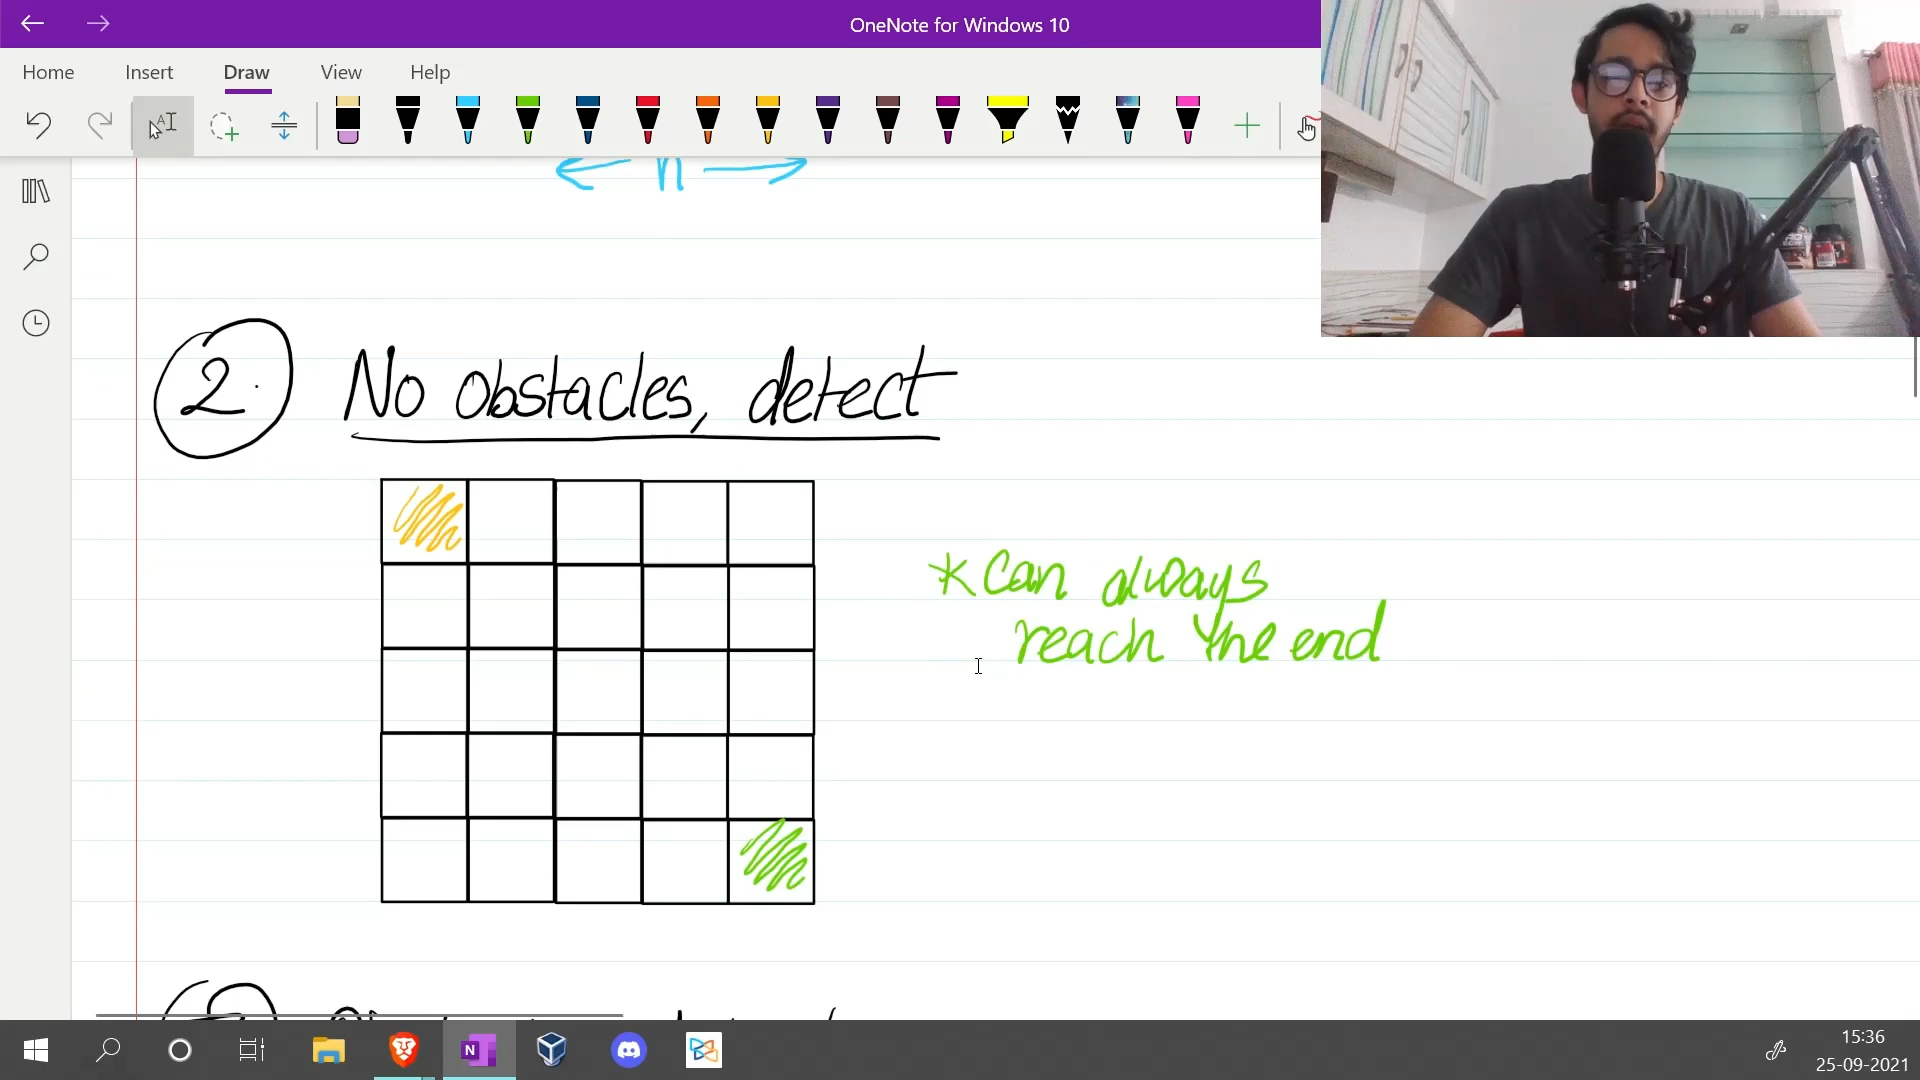 OneNote for Windows 10
Home Insert Draw View Help
n
2. No obstacles, detect
*Can always
reach the end
15:36
25-09-2021